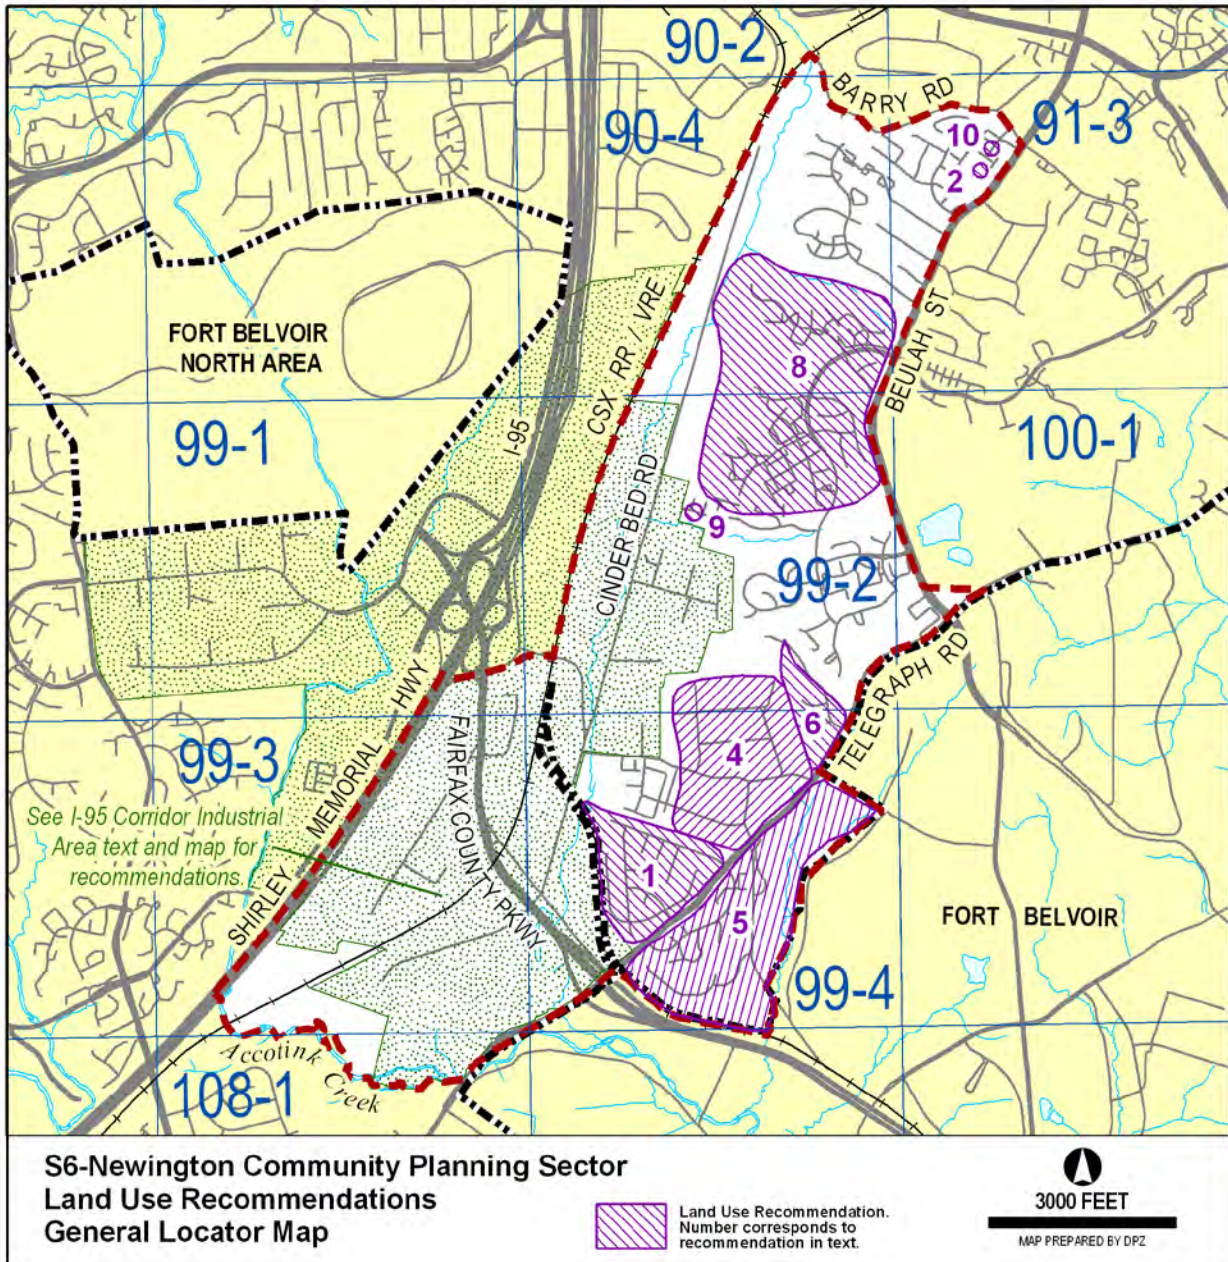 90-2
BARRY RD
91-3
90-4
10
2
FORT BELVOIR
NORTH AREA
CSX RR / VRE
BEULAH ST
8
I-95
99-1
100-1
CINDER BED RD
9
99-2
TELEGRAPH RD
6
4
SHIRLEY MEMORIAL HWY
FAIRFAX COUNTY PKWY
99-3
See I-95 Corridor Industrial
Area text and map for
recommendations.
1
5
FORT BELVOIR
99-4
Accotink Creek
108-1
S6-Newington Community Planning Sector
Land Use Recommendations
General Locator Map
Land Use Recommendation.
Number corresponds to
recommendation in text.
3000 FEET
MAP PREPARED BY DPZ